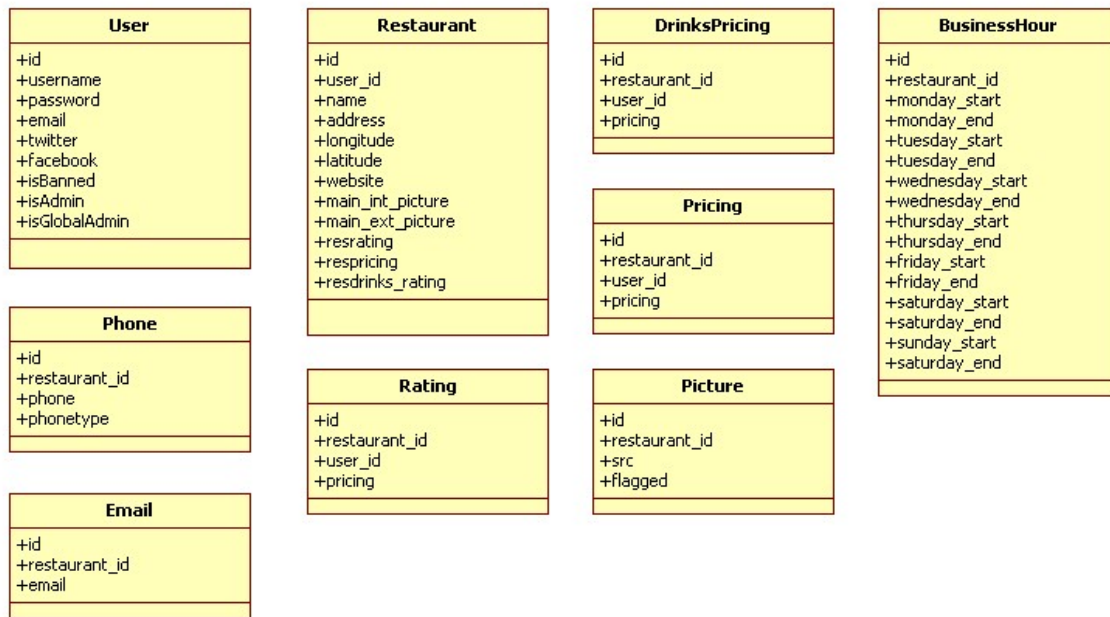 User
+id
+username
+password
+email
+twitter
+facebook
+isBanned
+isAdmin
+isGlobalAdmin
Phone
+id
+restaurant_id
+phone
+phonetype
Email
+id
+restaurant_id
+email
Restaurant
+id
+user_id
+name
+address
+longitude
+latitude
+website
+main_int_picture
+main_ext_picture
+resrating
+respricing
+resdrinks_rating
Rating
+id
+restaurant_id
+user_id
+pricing
DrinksPricing
+id
+restaurant_id
+user_id
+pricing
Pricing
+id
+restaurant_id
+user_id
+pricing
Picture
+id
+restaurant_id
+src
+flagged
BusinessHour
+id
+restaurant_id
+monday_start
+monday_end
+tuesday_start
+tuesday_end
+wednesday_start
+wednesday_end
+thursday_start
+thursday_end
+friday_start
+friday_end
+saturday_start
+saturday_end
+sunday_start
+saturday_end